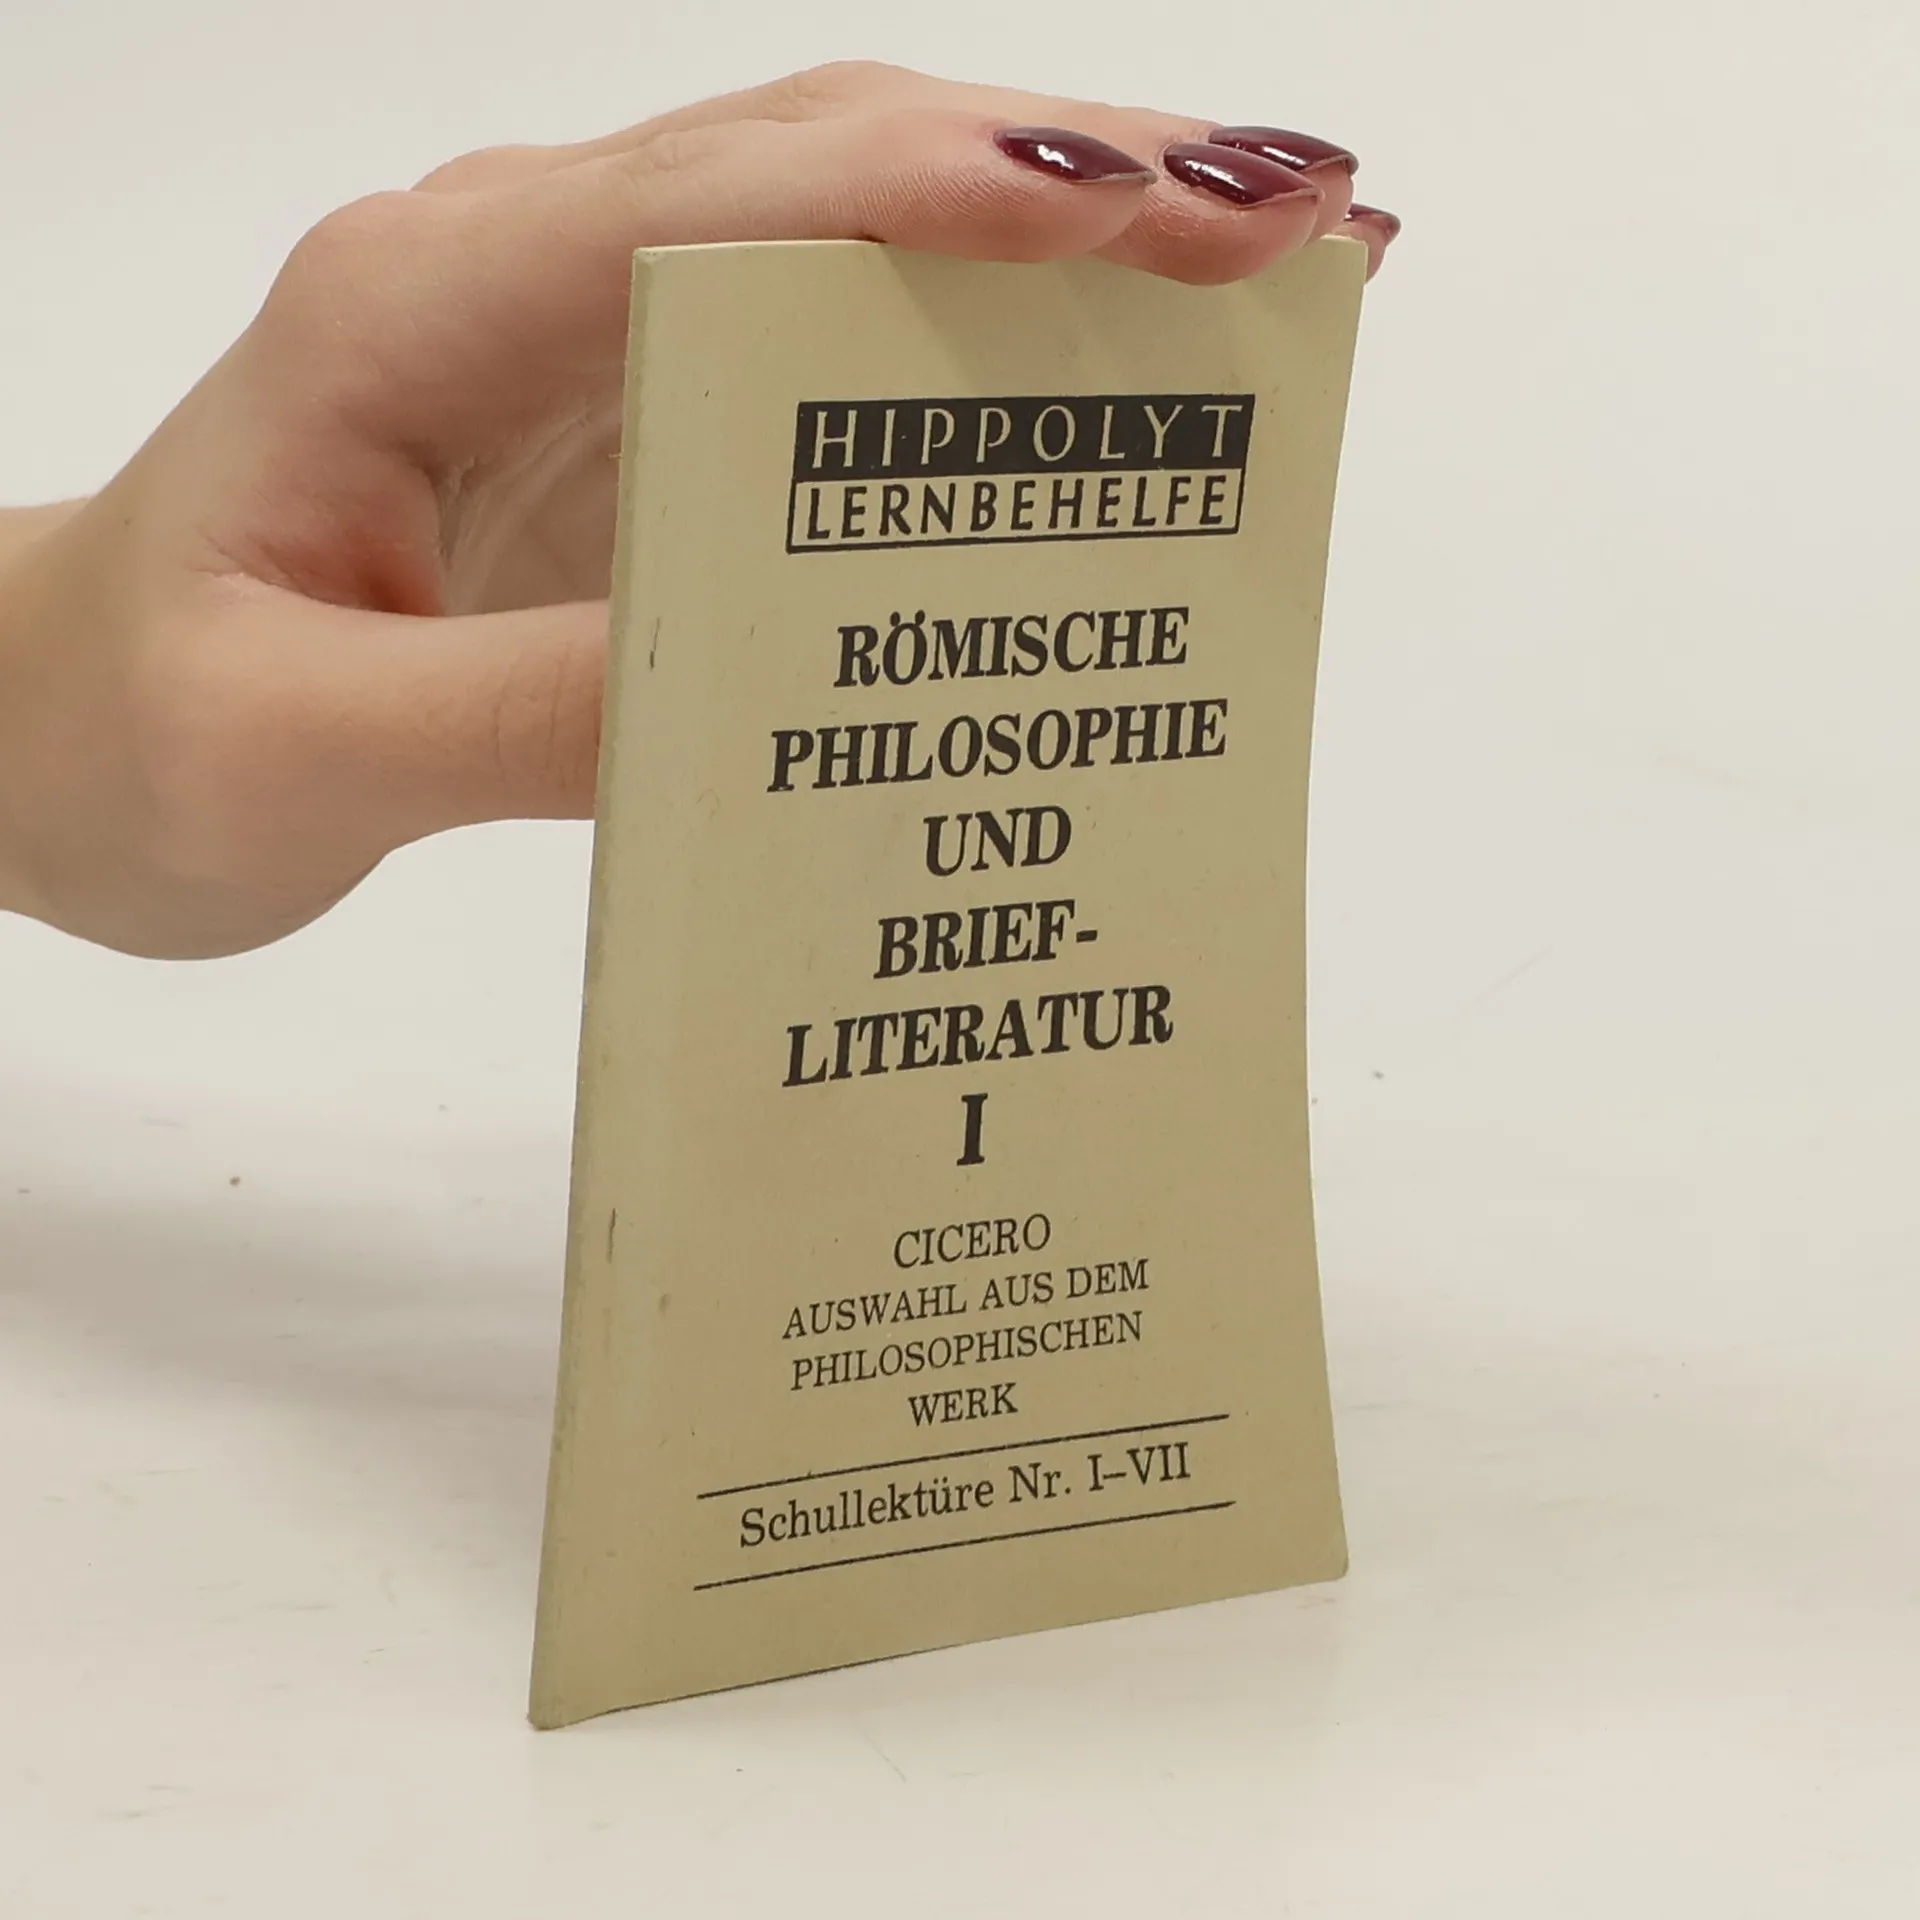 HIPPOLYT
LERNBEHELFE
RÖMISCHE
PHILOSOPHIE
UND
BRIEF-
LITERATUR
I
CICERO
AUSWAHL AUS DEM
PHILOSOPHISCHEN
WERK
Schullektüre Nr. I–VII